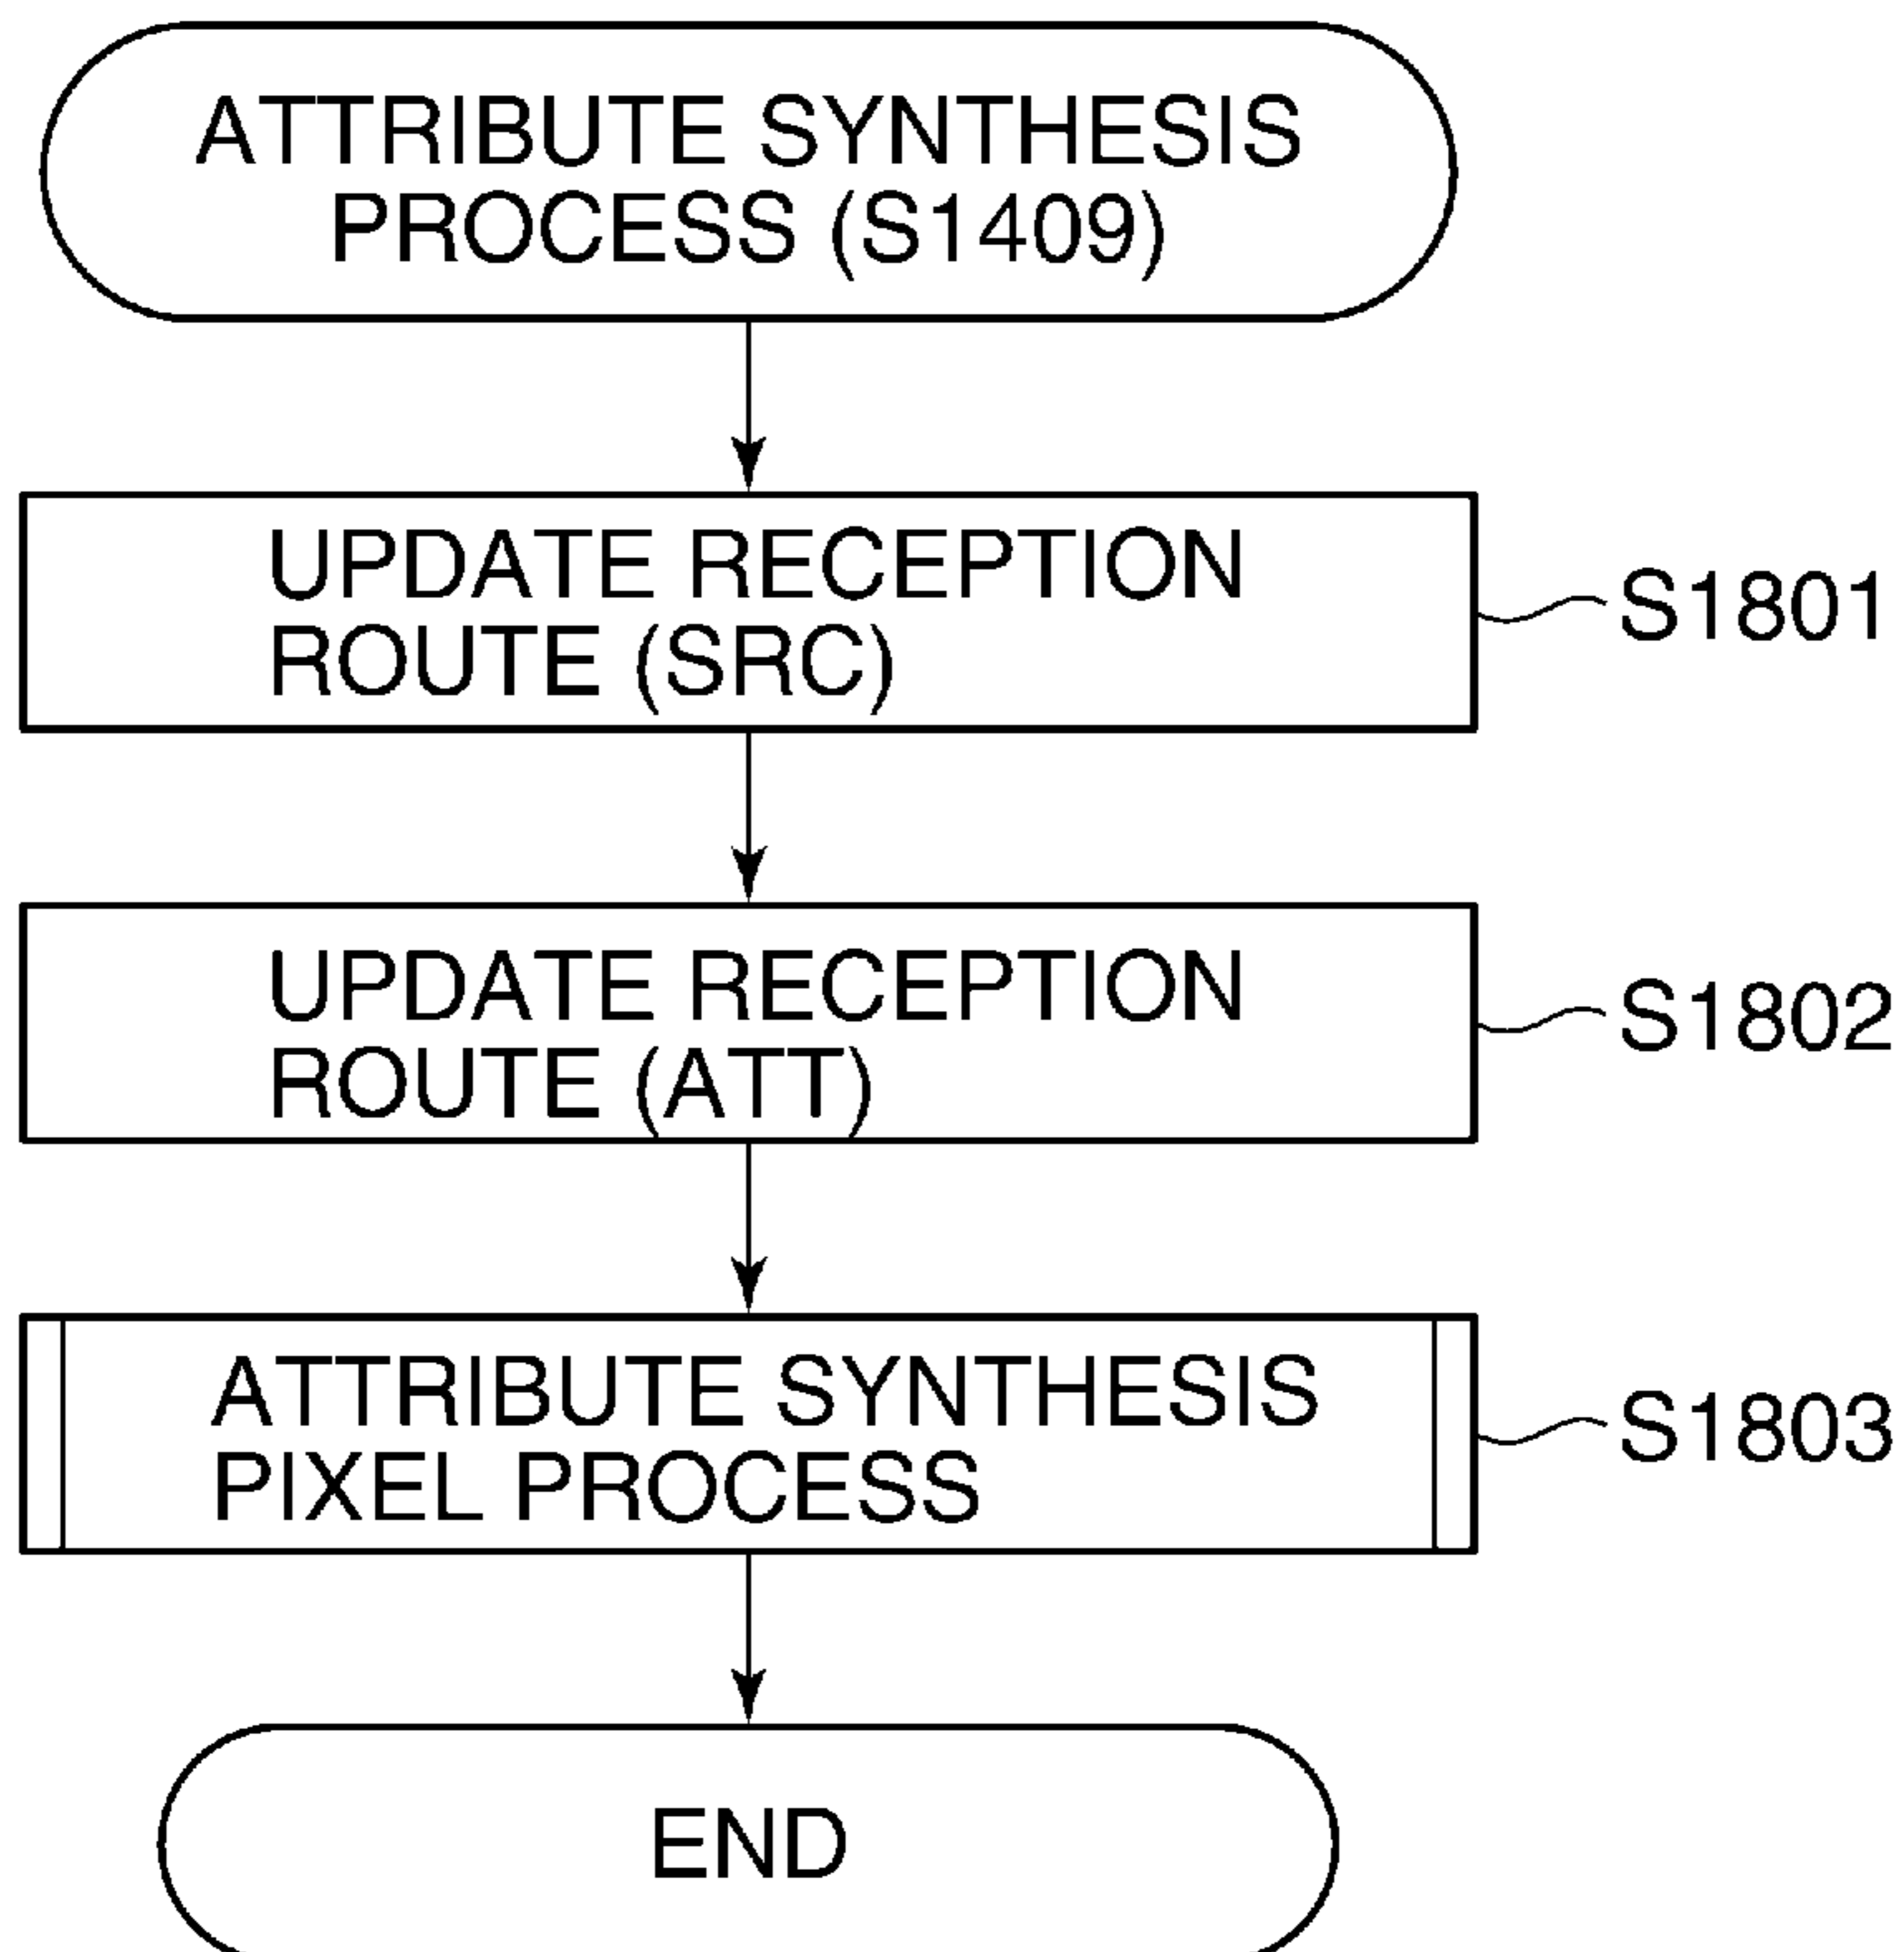 ATTRIBUTE SYNTHESIS
PROCESS (S1409)
UPDATE RECEPTION
ROUTE (SRC)
S1801
UPDATE RECEPTION
ROUTE (ATT)
S1802
ATTRIBUTE SYNTHESIS
PIXEL PROCESS
S1803
END